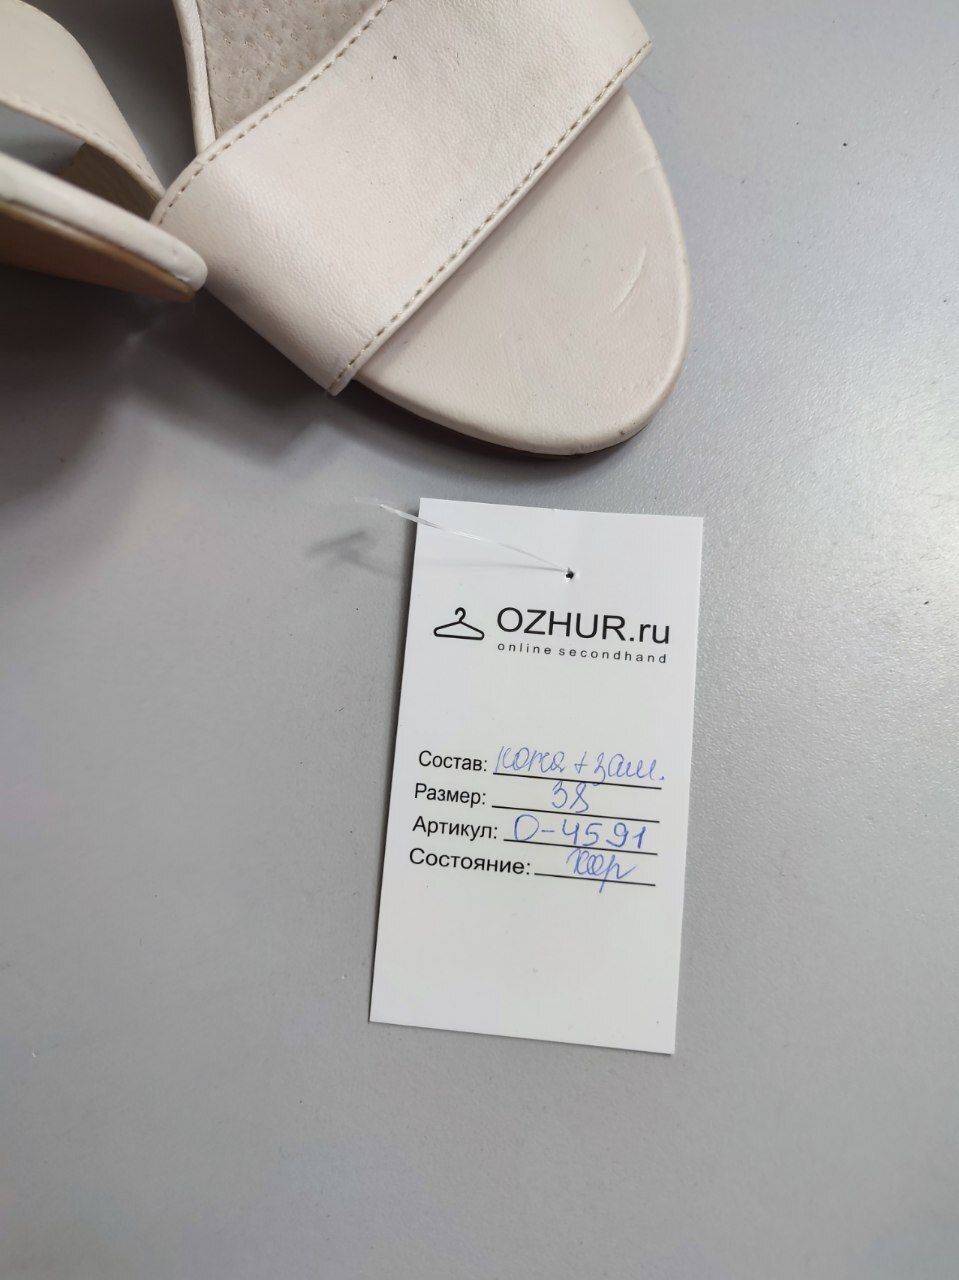 OZHUR.ru
online secondhand
Состав: кожа + зам.
Размер: 38
Артикул: О-4591
Состояние: хор